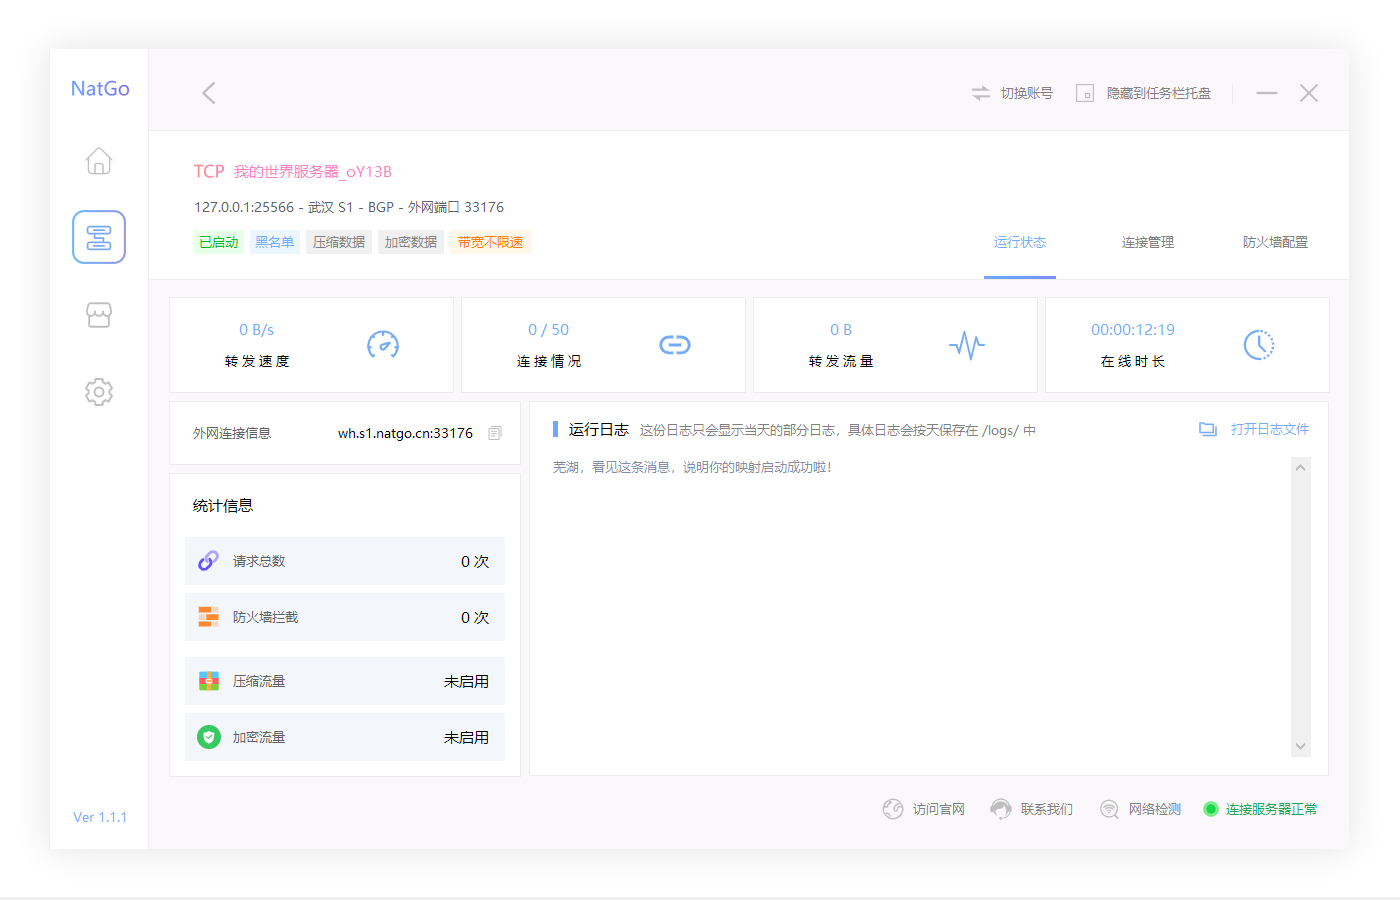 NatGo
切换账号
隐藏到任务栏托盘
TCP 我的世界服务器_oY13B
127.0.0.1:25566 - 武汉 S1 - BGP - 外网端口 33176
已启动 黑名单 压缩数据 加密数据 带宽不限速
运行状态 连接管理 防火墙配置
0 B/s
转发速度
0 / 50
连接情况
0 B
转发流量
00:00:12:19
在线时长
外网连接信息 wh.s1.natgo.cn:33176
统计信息
请求总数 0 次
防火墙拦截 0 次
压缩流量 未启用
加密流量 未启用
运行日志 这份日志只会显示当天的部分日志，具体日志会按天保存在 /logs/ 中
打开日志文件
芜湖，看见这条消息，说明你的映射启动成功啦!
Ver 1.1.1
访问官网 联系我们 网络检测 连接服务器正常